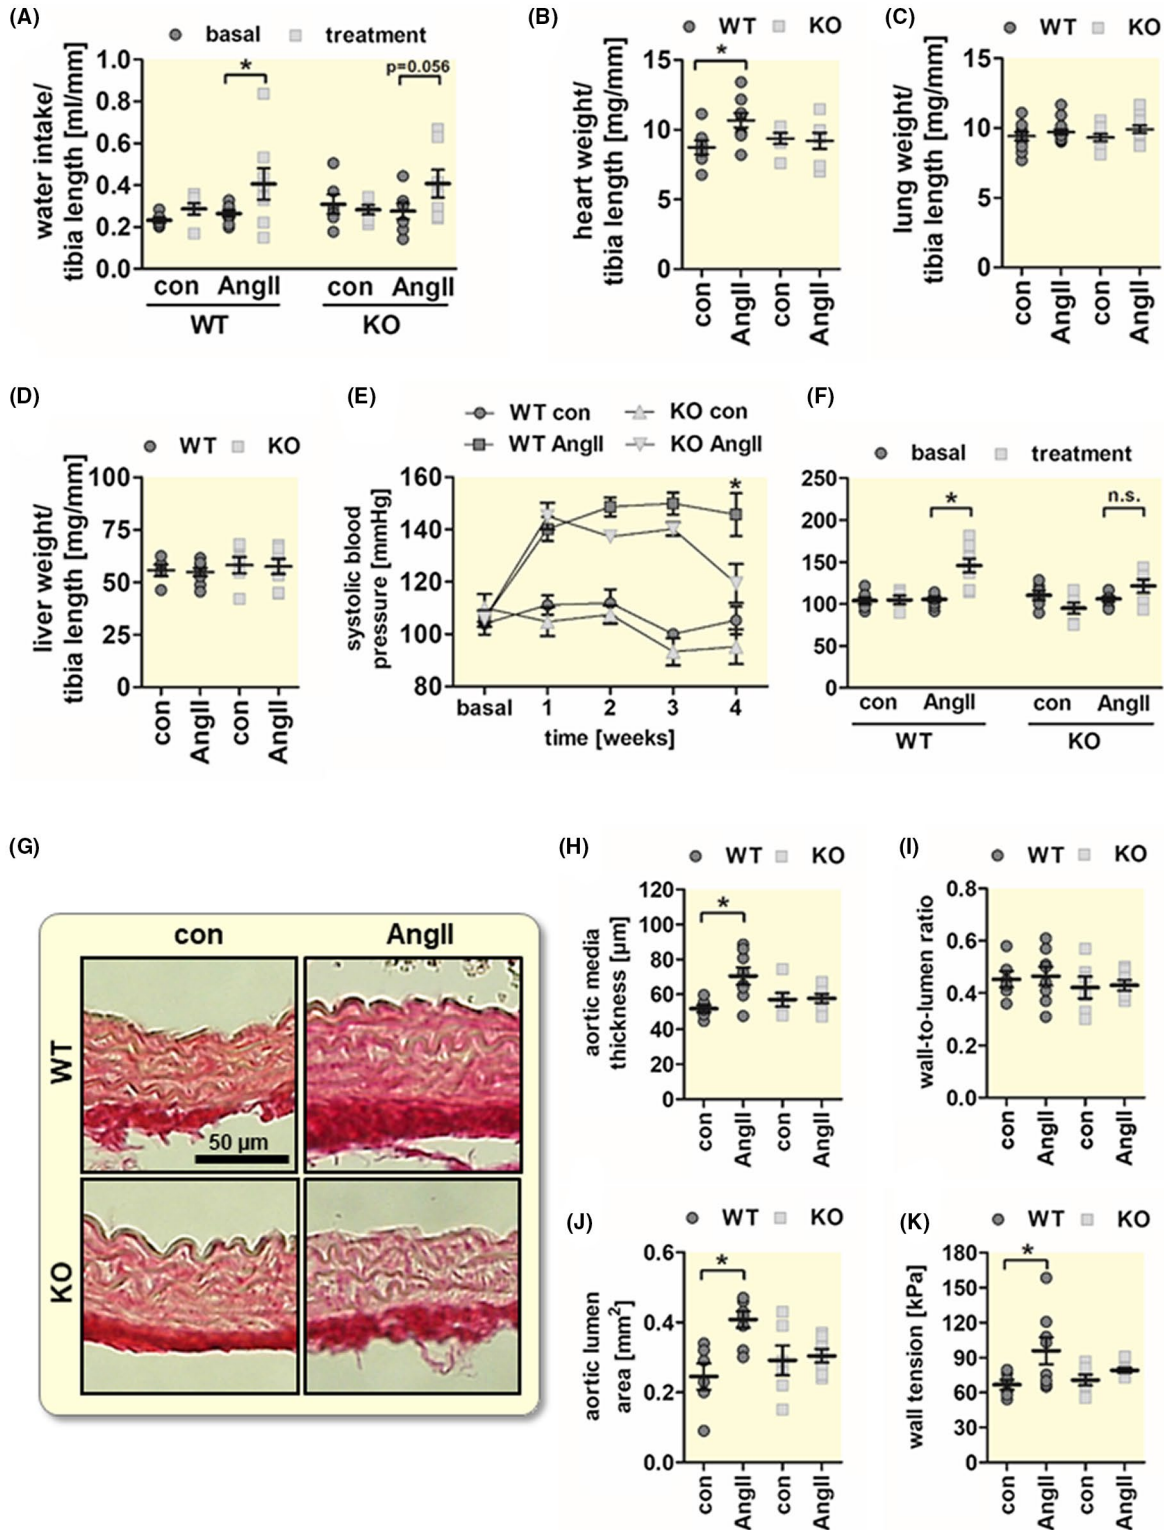 (A)
basal treatment
water intake/
tibia length [ml/mm]
1.0
0.8
0.6
0.4
0.2
0.0
*
p=0.056
con AngII con AngII
WT KO
(B)
WT KO
heart weight/
tibia length [mg/mm]
15
10
5
0
*
con
AngII
con
AngII
(C)
WT KO
lung weight/
tibia length [mg/mm]
15
10
5
0
con
AngII
con
AngII
(D)
WT KO
liver weight/
tibia length [mg/mm]
100
75
50
25
0
con
AngII
con
AngII
(E)
WT con KO con
WT AngII KO AngII
systolic blood
pressure [mmHg]
160
140
120
100
80
*
basal 1 2 3 4
time [weeks]
(F)
basal treatment
250
200
150
100
50
0
*
n.s.
con AngII con AngII
WT KO
(G)
con AngII
WT
50 µm
KO
(H)
WT KO
aortic media
thickness [µm]
120
100
80
60
40
20
0
*
con
AngII
con
AngII
(I)
WT KO
wall-to-lumen ratio
0.8
0.6
0.4
0.2
0.0
con
AngII
con
AngII
(J)
WT KO
aortic lumen
area [mm²]
0.6
0.4
0.2
0.0
*
con
AngII
con
AngII
(K)
WT KO
wall tension [kPa]
180
150
120
90
60
30
0
*
con
AngII
con
AngII